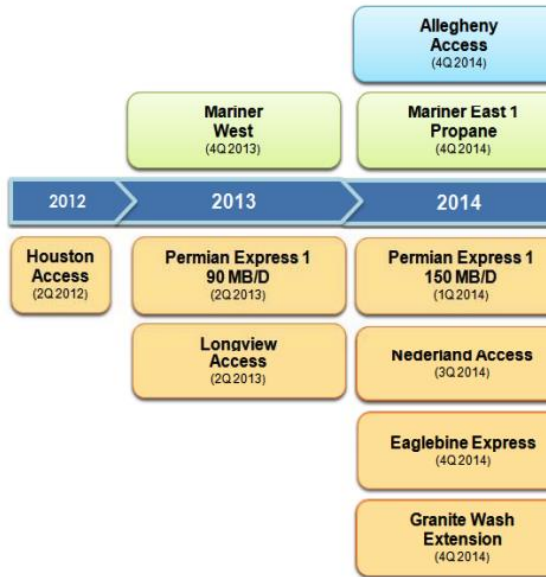 Allegheny
Access
(4Q 2014)
Mariner
West
(4Q 2013)
Mariner East 1
Propane
(4Q 2014)
2012
2013
2014
Houston
Access
(2Q 2012)
Permian Express 1
90 MB/D
(2Q 2013)
Permian Express 1
150 MB/D
(1Q 2014)
Longview
Access
(2Q 2013)
Nederland Access
(3Q 2014)
Eaglebine Express
(4Q 2014)
Granite Wash
Extension
(4Q 2014)